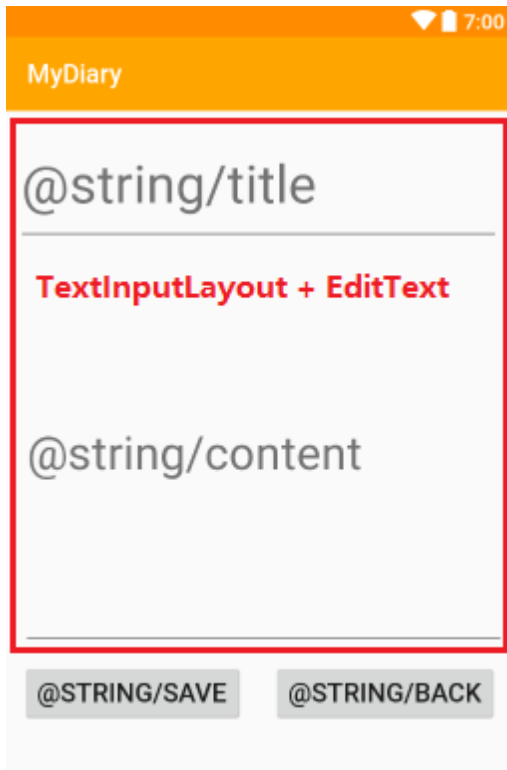 7:00
MyDiary
@string/title
TextInputLayout + EditText
@string/content
@STRING/SAVE @STRING/BACK